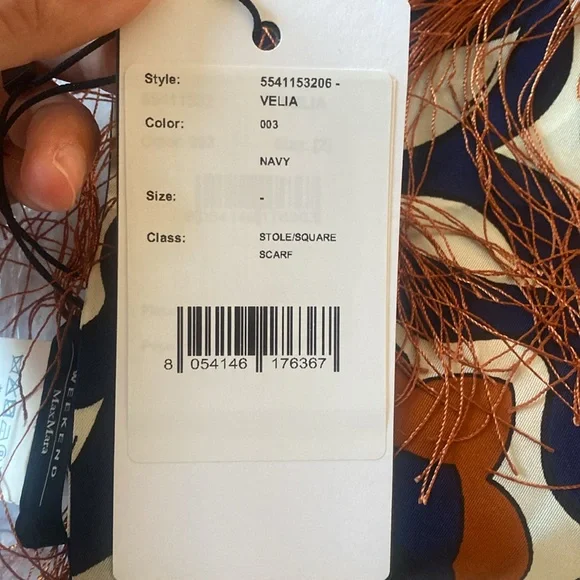 Style: 5541153206 -
VELIA
Color: 003
NAVY
Size: -
Class: STOLE/SQUARE
SCARF
8 054146 176367
WEEKEND
MaxMara